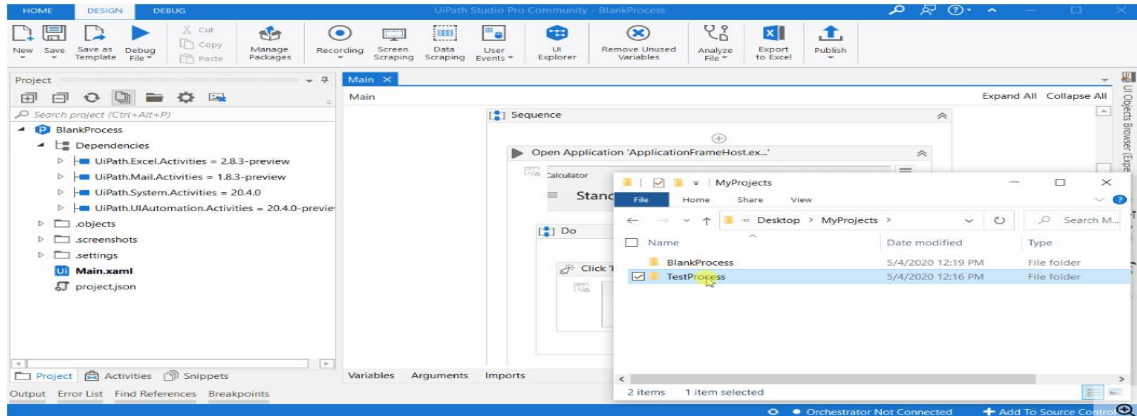 HOME DESIGN DEBUG UiPath Studio Pro Community - BlankProcess
New Save Save as Template Debug File Cut Copy Paste Manage Packages Recording Screen Scraping Data Scraping User Events UI Explorer Remove Unused Variables Analyze File Export to Excel Publish
Project
Main
Main Expand All Collapse All
Search project (Ctrl+Alt+P)
BlankProcess
Dependencies
UiPath.Excel.Activities = 2.8.3-preview
UiPath.Mail.Activities = 1.8.3-preview
UiPath.System.Activities = 20.4.0
UiPath.UIAutomation.Activities = 20.4.0-previe
.objects
.screenshots
.settings
Main.xaml
project.json
Sequence
Open Application 'ApplicationFrameHost.ex...'
Calculator
Stanc
Do
Click 'I
MyProjects
File Home Share View
« Desktop > MyProjects > Search M...
Name Date modified Type
BlankProcess 5/4/2020 12:19 PM File folder
TestProcess 5/4/2020 12:16 PM File folder
2 items 1 item selected
UI Objects Browser (Expe
Project Activities Snippets
Variables Arguments Imports
Output Error List Find References Breakpoints
Orchestrator Not Connected Add To Source Control